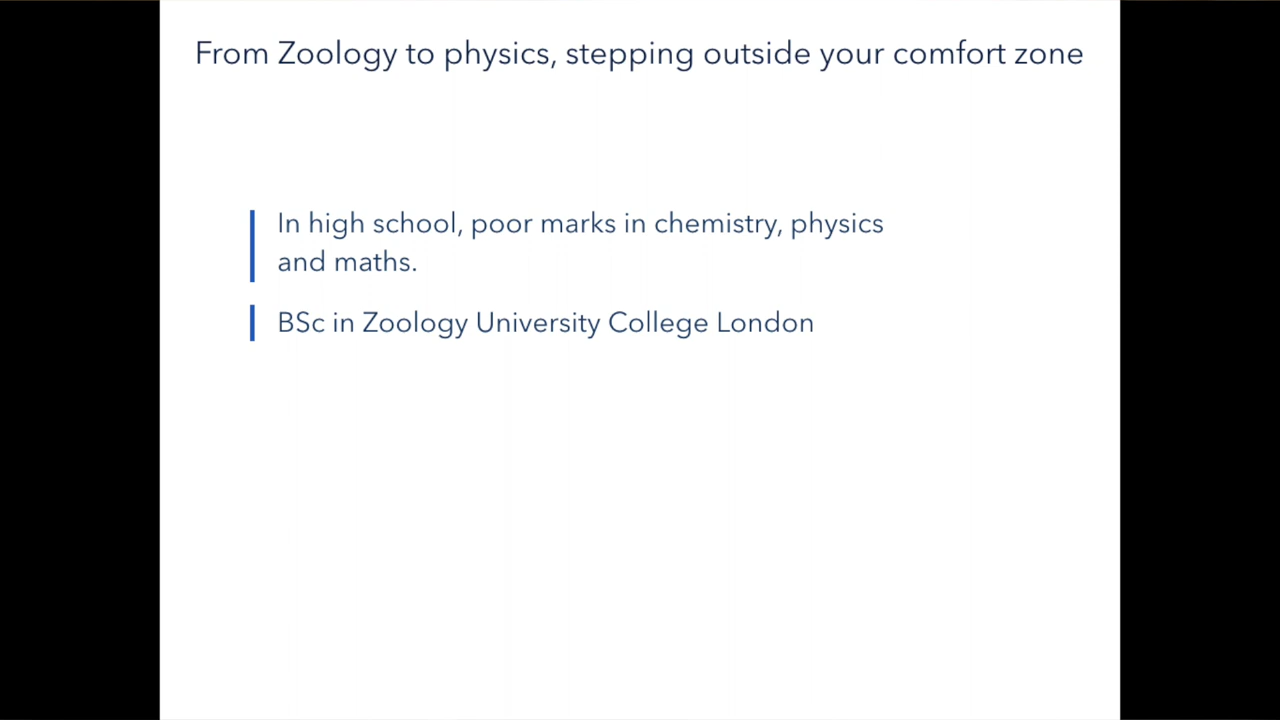 From Zoology to physics, stepping outside your comfort zone
In high school, poor marks in chemistry, physics
and maths.
BSc in Zoology University College London